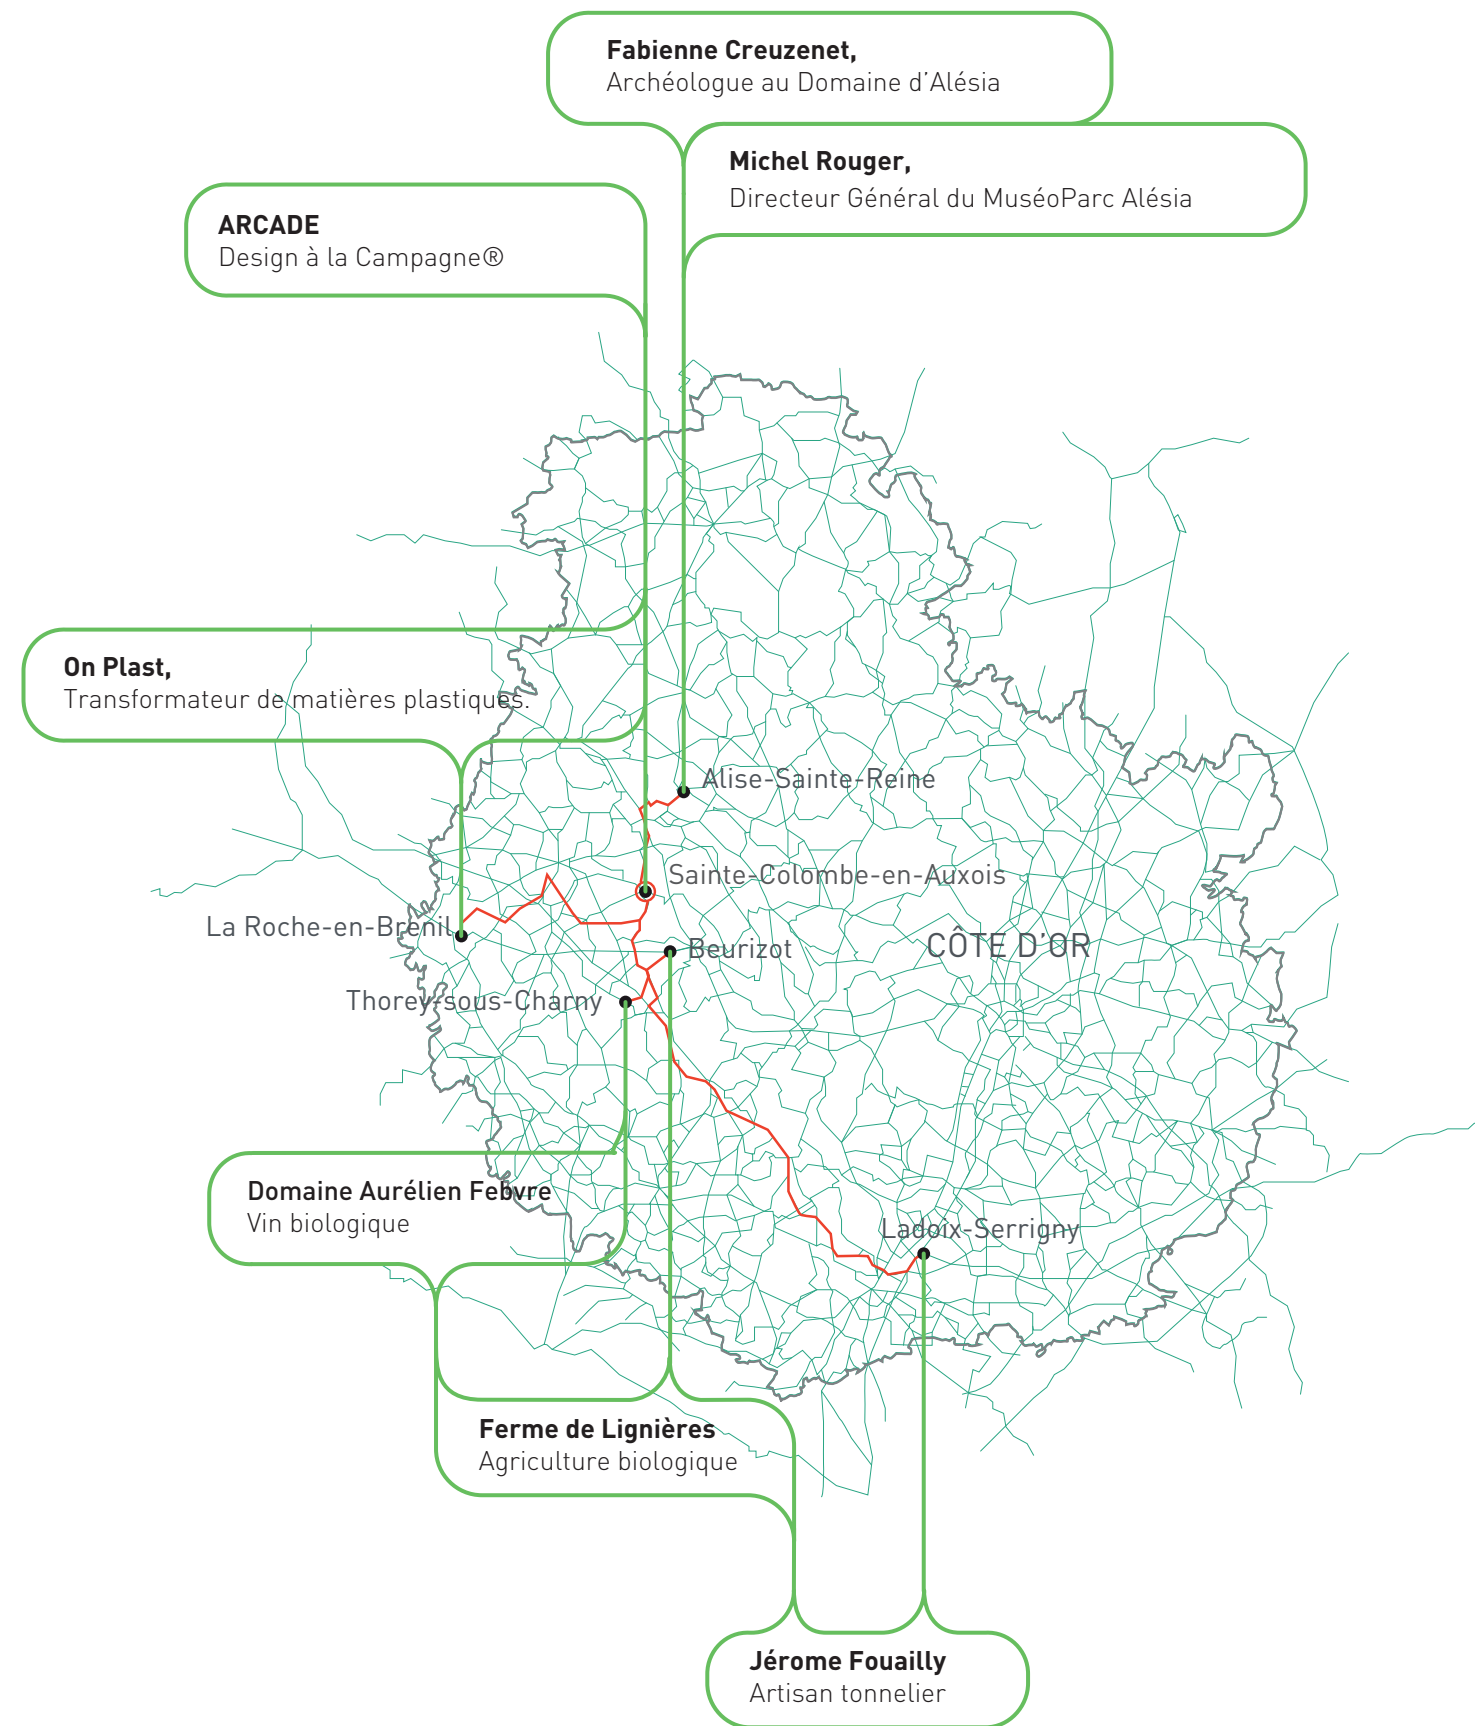 Fabienne Creuzenet,
Archéologue au Domaine d'Alésia
Michel Rouger,
Directeur Général du MuséoParc Alésia
ARCADE
Design à la Campagne®
On Plast,
Transformateur de matières plastiques.
Alise-Sainte-Reine
Sainte-Colombe-en-Auxois
La Roche-en-Brenil
Beurizot
CÔTE D'OR
Thorey-sous-Charny
Domaine Aurélien Febvre
Vin biologique
Ladoix-Serrigny
Ferme de Lignières
Agriculture biologique
Jérome Fouailly
Artisan tonnelier